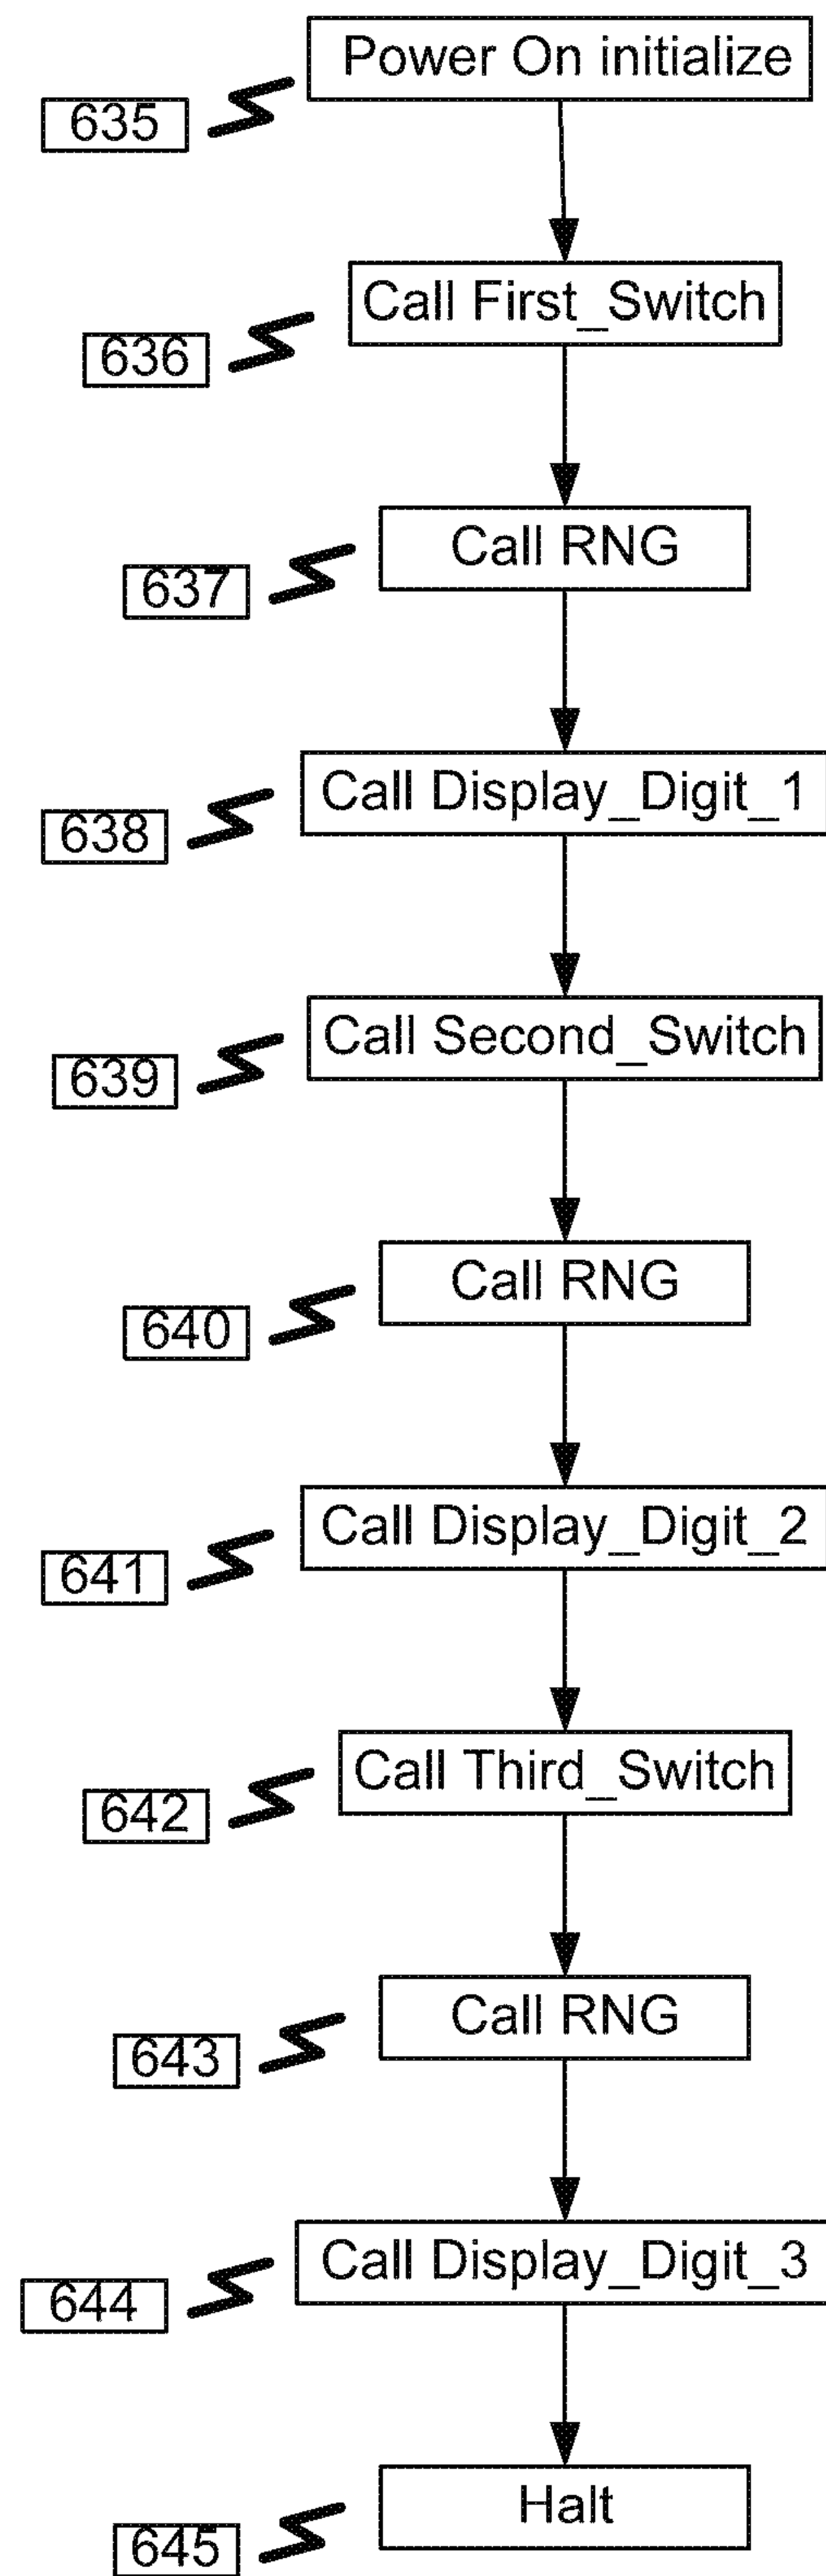 Power On initialize
635
Call First_Switch
636
Call RNG
637
Call Display_Digit_1
638
Call Second_Switch
639
Call RNG
640
Call Display_Digit_2
641
Call Third_Switch
642
Call RNG
643
Call Display_Digit_3
644
Halt
645